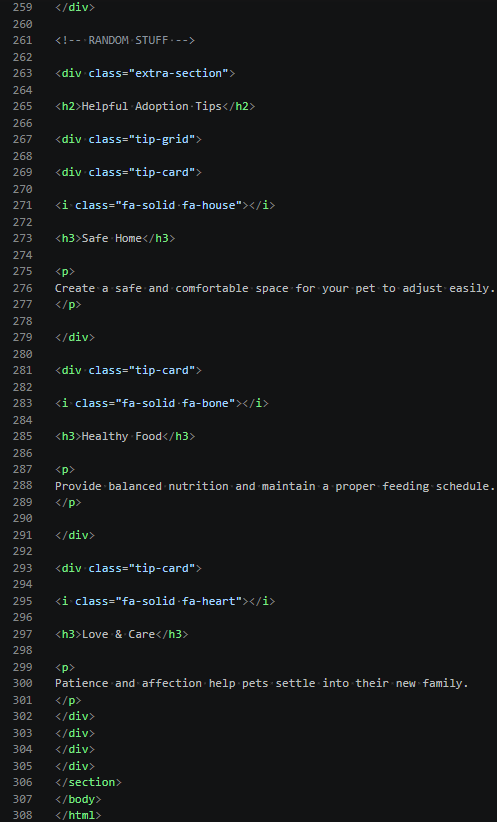 259 </div>
260
261 <!-- RANDOM STUFF -->
262
263 <div class="extra-section">
264
265 <h2>Helpful Adoption Tips</h2>
266
267 <div class="tip-grid">
268
269 <div class="tip-card">
270
271 <i class="fa-solid fa-house"></i>
272
273 <h3>Safe Home</h3>
274
275 <p>
276 Create a safe and comfortable space for your pet to adjust easily.
277 </p>
278
279 </div>
280
281 <div class="tip-card">
282
283 <i class="fa-solid fa-bone"></i>
284
285 <h3>Healthy Food</h3>
286
287 <p>
288 Provide balanced nutrition and maintain a proper feeding schedule.
289 </p>
290
291 </div>
292
293 <div class="tip-card">
294
295 <i class="fa-solid fa-heart"></i>
296
297 <h3>Love & Care</h3>
298
299 <p>
300 Patience and affection help pets settle into their new family.
301 </p>
302 </div>
303 </div>
304 </div>
305 </div>
306 </section>
307 </body>
308 </html>